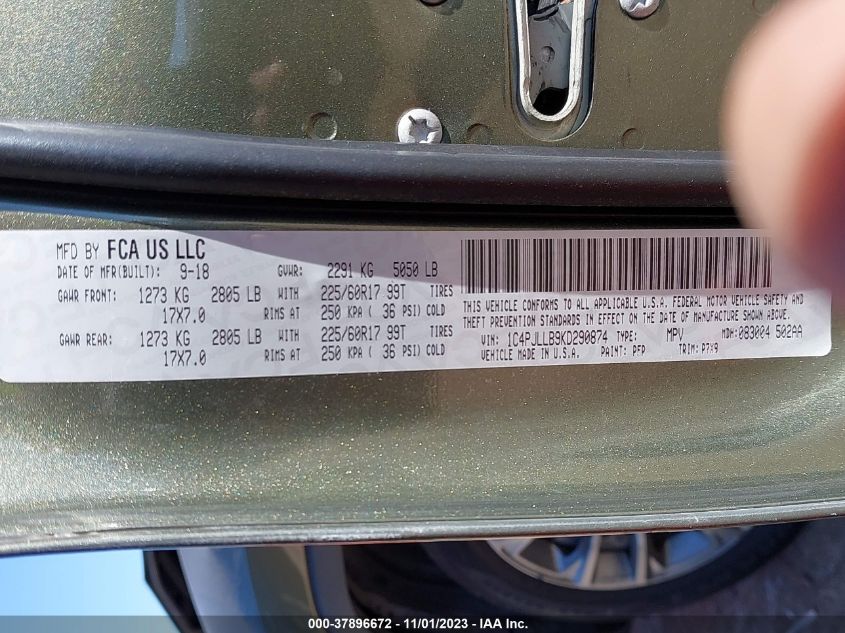 MFD BY FCA US LLC
DATE OF MFR(BUILT): 9-18 GVWR: 2291 KG 5050 LB
GAWR FRONT: 1273 KG 2805 LB WITH 225/60R17 99T TIRES
17X7.0 RIMS AT 250 KPA ( 36 PSI) COLD
GAWR REAR: 1273 KG 2805 LB WITH 225/60R17 99T TIRES
17X7.0 RIMS AT 250 KPA ( 36 PSI) COLD
THIS VEHICLE CONFORMS TO ALL APPLICABLE U.S.A. FEDERAL MOTOR VEHICLE SAFETY AND
THEFT PREVENTION STANDARDS IN EFFECT ON THE DATE OF MANUFACTURE SHOWN ABOVE.
VIN: 1C4PJLLB9KD290874 TYPE: MPV MDH: 083004 502AA
VEHICLE MADE IN U.S.A. PAINT: PFP TRIM: P7X9
000-37896672 - 11/01/2023 - IAA Inc.